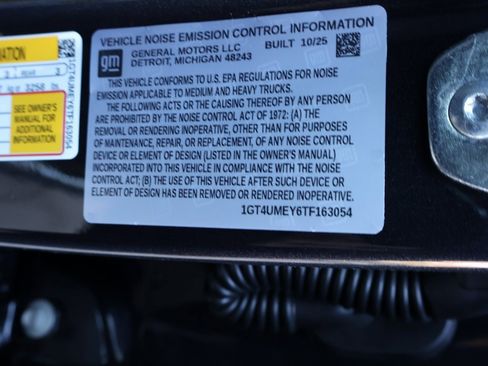 VEHICLE NOISE EMISSION CONTROL INFORMATION
gm
GENERAL MOTORS LLC BUILT 10/25
DETROIT, MICHIGAN 48243
THIS VEHICLE CONFORMS TO U.S. EPA REGULATIONS FOR NOISE
EMISSION APPLICABLE TO MEDIUM AND HEAVY TRUCKS.
THE FOLLOWING ACTS OR THE CAUSING THEREOF BY ANY PERSON
ARE PROHIBITED BY THE NOISE CONTROL ACT OF 1972: (A) THE
REMOVAL OR RENDERING INOPERATIVE, OTHER THAN FOR PURPOSES
OF MAINTENANCE, REPAIR, OR REPLACEMENT, OF ANY NOISE CONTROL
DEVICE OR ELEMENT OF DESIGN (LISTED IN THE OWNER'S MANUAL)
INCORPORATED INTO THIS VEHICLE IN COMPLIANCE WITH THE NOISE
CONTROL ACT; (B) THE USE OF THIS VEHICLE AFTER SUCH DEVICE OR
ELEMENT OF DESIGN HAS BEEN REMOVED OR RENDERED INOPERATIVE.
1GT4UMEY6TF163054
REAR
SEE OWNER'S
MANUAL FOR
ADDITIONAL
INFORMATION
1GT4UMEY6TF163054